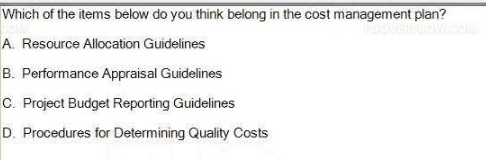 Which of the items below do you think belong in the cost management plan?
A. Resource Allocation Guidelines
B. Performance Appraisal Guidelines
C. Project Budget Reporting Guidelines
D. Procedures for Determining Quality Costs